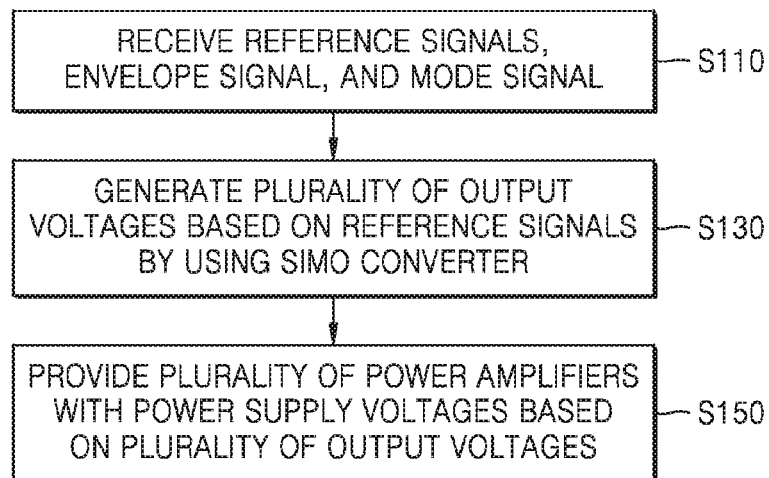 RECEIVE REFERENCE SIGNALS,
ENVELOPE SIGNAL, AND MODE SIGNAL
S110
GENERATE PLURALITY OF OUTPUT
VOLTAGES BASED ON REFERENCE SIGNALS
BY USING SIMO CONVERTER
S130
PROVIDE PLURALITY OF POWER AMPLIFIERS
WITH POWER SUPPLY VOLTAGES BASED
ON PLURALITY OF OUTPUT VOLTAGES
S150